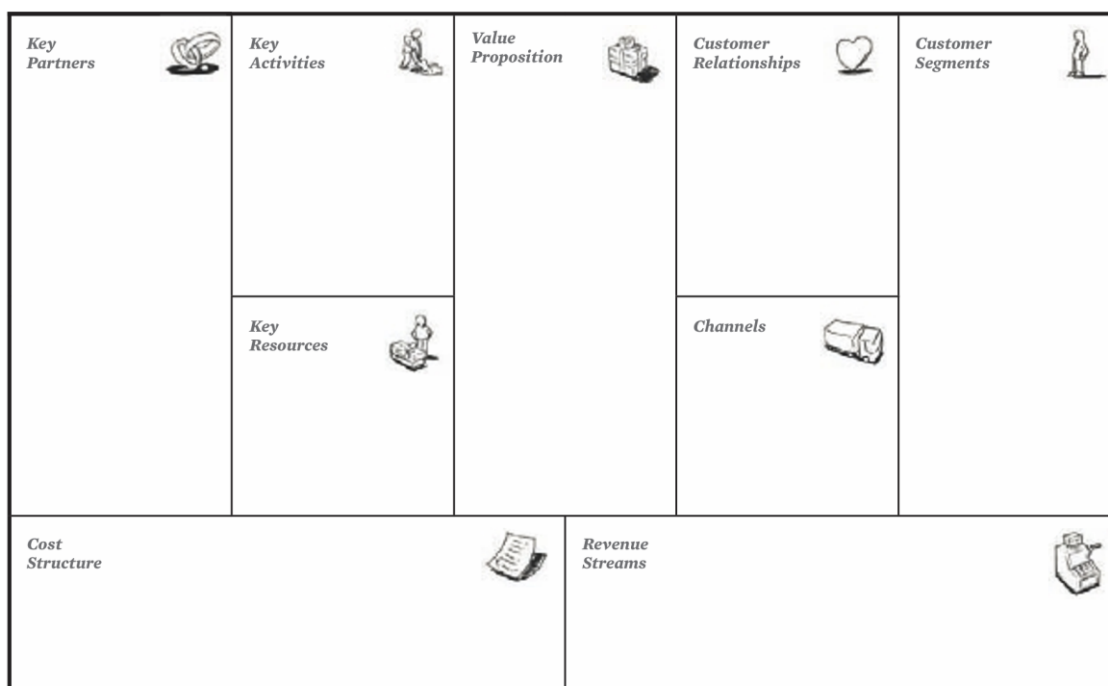 Key
Partners
Key
Activities
Value
Proposition
Customer
Relationships
Customer
Segments
Key
Resources
Channels
Cost
Structure
Revenue
Streams